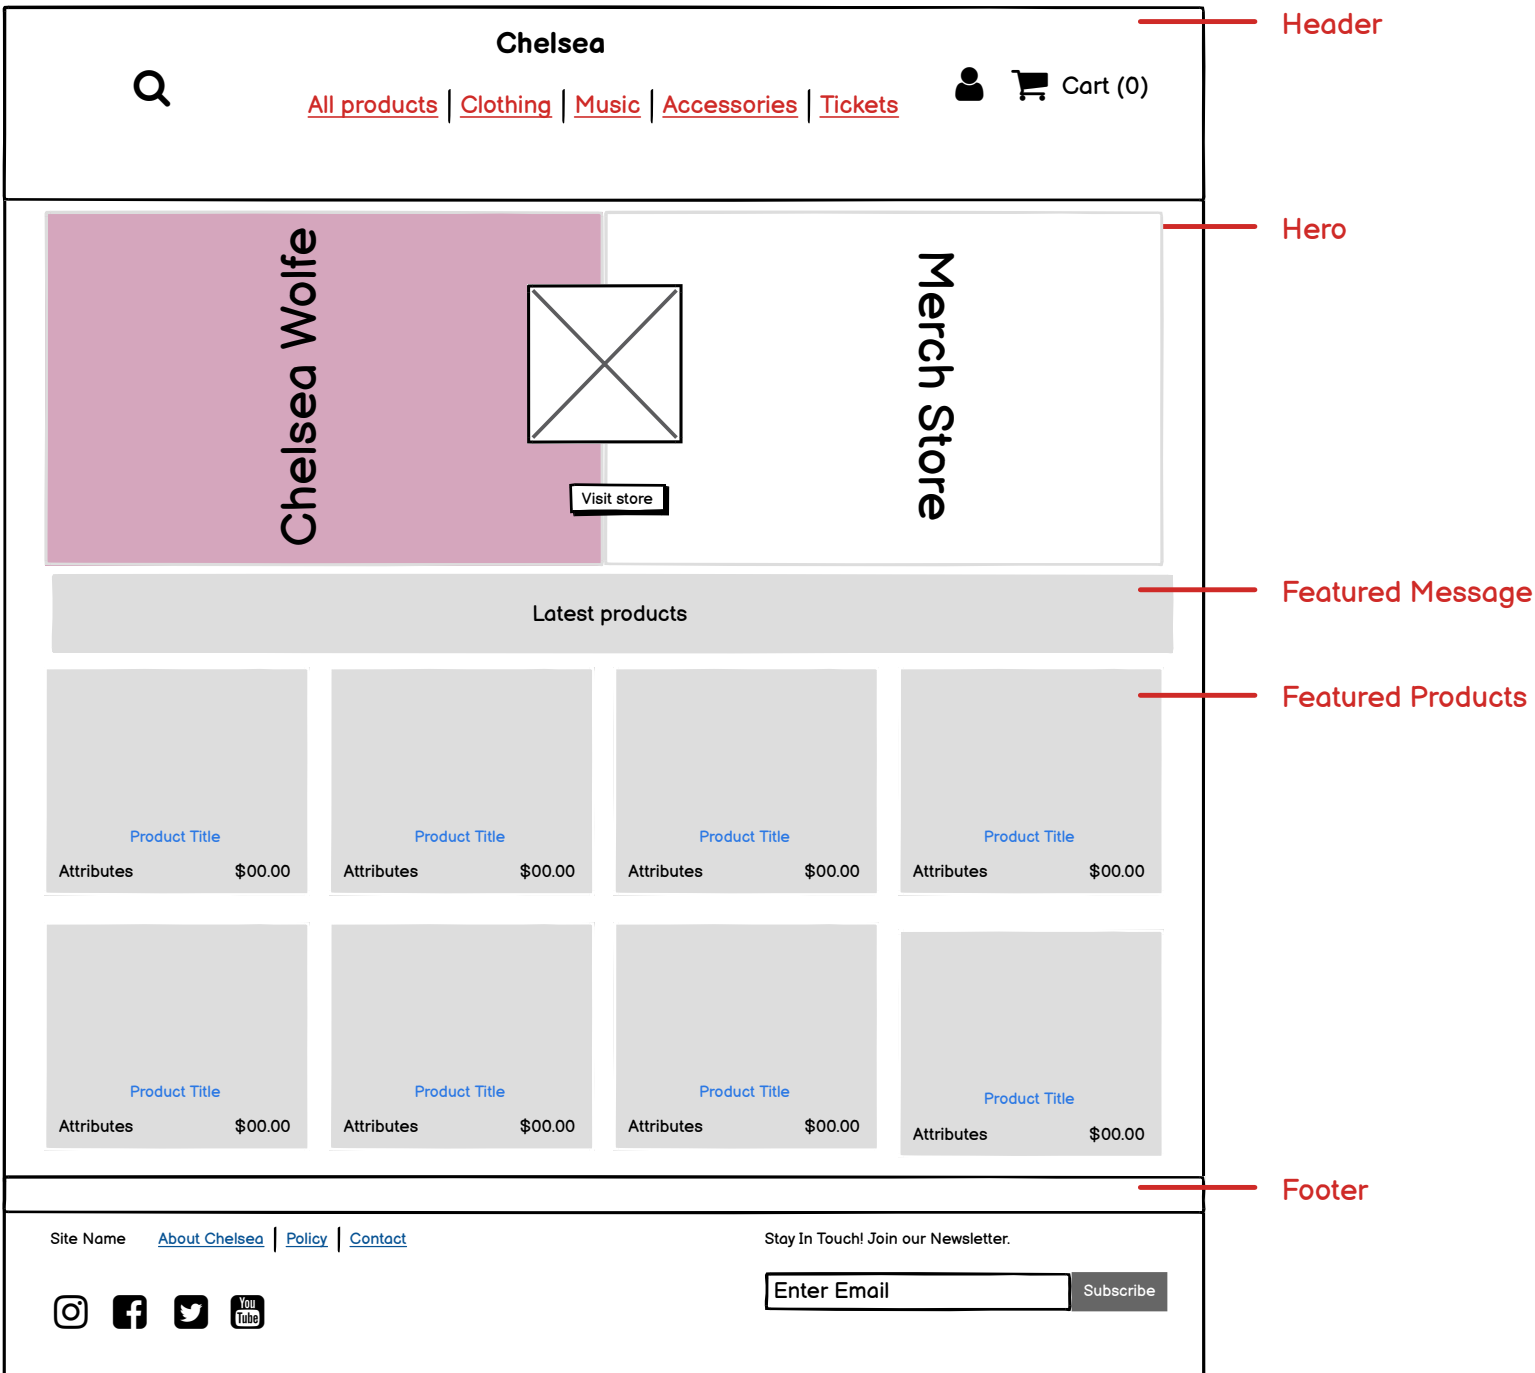 Chelsea
Header
All products | Clothing | Music | Accessories | Tickets
Cart (0)
Hero
Chelsea Wolfe
Merch Store
Visit store
Featured Message
Latest products
Featured Products
Product Title
Attributes $00.00
Product Title
Attributes $00.00
Product Title
Attributes $00.00
Product Title
Attributes $00.00
Product Title
Attributes $00.00
Product Title
Attributes $00.00
Product Title
Attributes $00.00
Product Title
Attributes $00.00
Footer
Site Name
About Chelsea | Policy | Contact
Stay In Touch! Join our Newsletter.
Enter Email
Subscribe
You
Tube